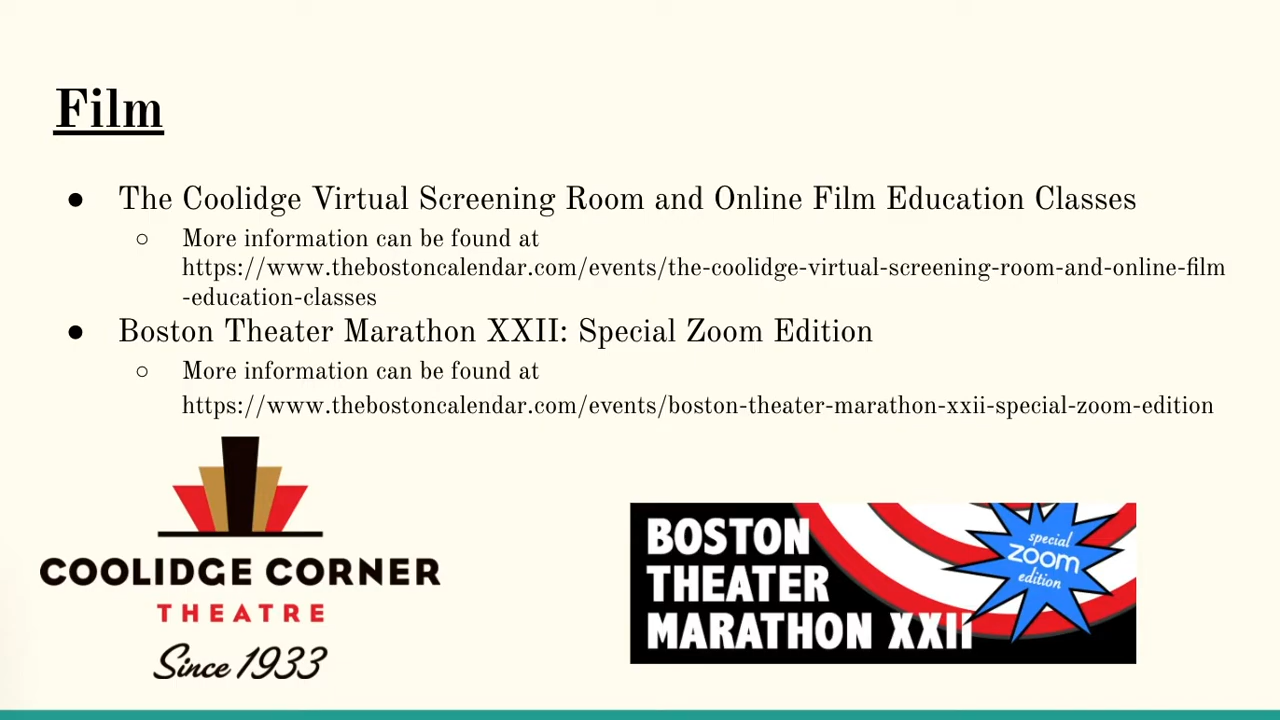 Film
● The Coolidge Virtual Screening Room and Online Film Education Classes
○ More information can be found at
https://www.thebostoncalendar.com/events/the-coolidge-virtual-screening-room-and-online-film
-education-classes
● Boston Theater Marathon XXII: Special Zoom Edition
○ More information can be found at
https://www.thebostoncalendar.com/events/boston-theater-marathon-xxii-special-zoom-edition
COOLIDGE CORNER
THEATRE
Since 1933
BOSTON
THEATER
MARATHON XXII
special
zoom
edition